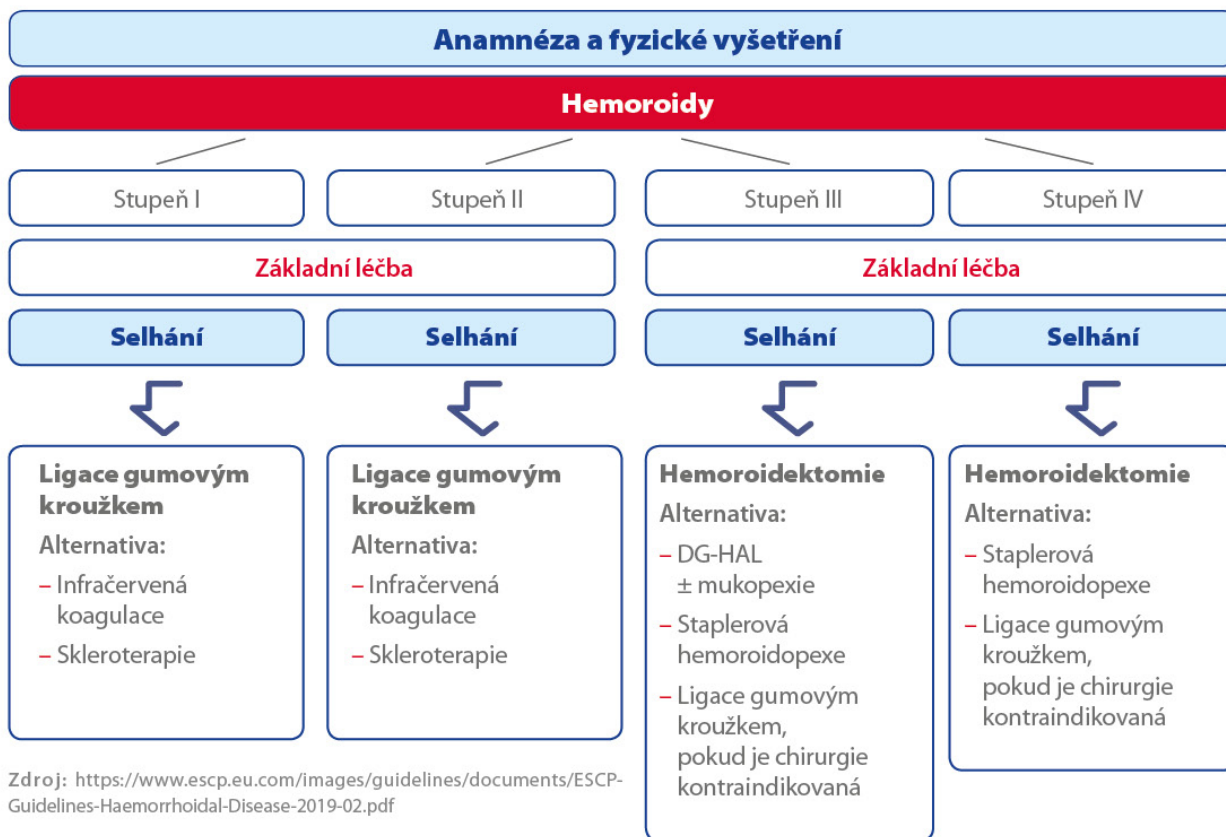 Anamnéza a fyzické vyšetření
Hemoroidy
Stupeň I
Stupeň II
Stupeň III
Stupeň IV
Základní léčba
Základní léčba
Selhání
Selhání
Selhání
Selhání
Ligace gumovým
kroužkem
Alternativa:
– Infračervená
koagulace
– Skleroterapie
Ligace gumovým
kroužkem
Alternativa:
– Infračervená
koagulace
– Skleroterapie
Hemoroidektomie
Alternativa:
– DG-HAL
± mukopexie
– Staplerová
hemoroidopexe
– Ligace gumovým
kroužkem,
pokud je chirurgie
kontraindikovaná
Hemoroidektomie
Alternativa:
– Staplerová
hemoroidopexe
– Ligace gumovým
kroužkem,
pokud je chirurgie
kontraindikovaná
Zdroj: https://www.escp.eu.com/images/guidelines/documents/ESCP-
Guidelines-Haemorrhoidal-Disease-2019-02.pdf